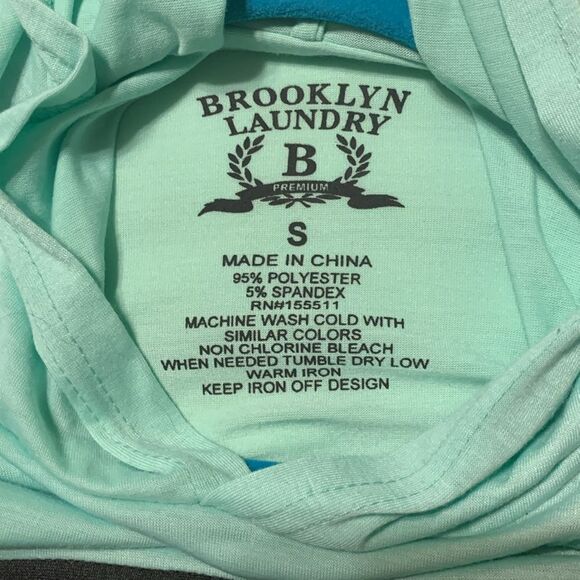 BROOKLYN
LAUNDRY
B
PREMIUM
S
MADE IN CHINA
95% POLYESTER
5% SPANDEX
RN#155511
MACHINE WASH COLD WITH
SIMILAR COLORS
NON CHLORINE BLEACH
WHEN NEEDED TUMBLE DRY LOW
WARM IRON
KEEP IRON OFF DESIGN